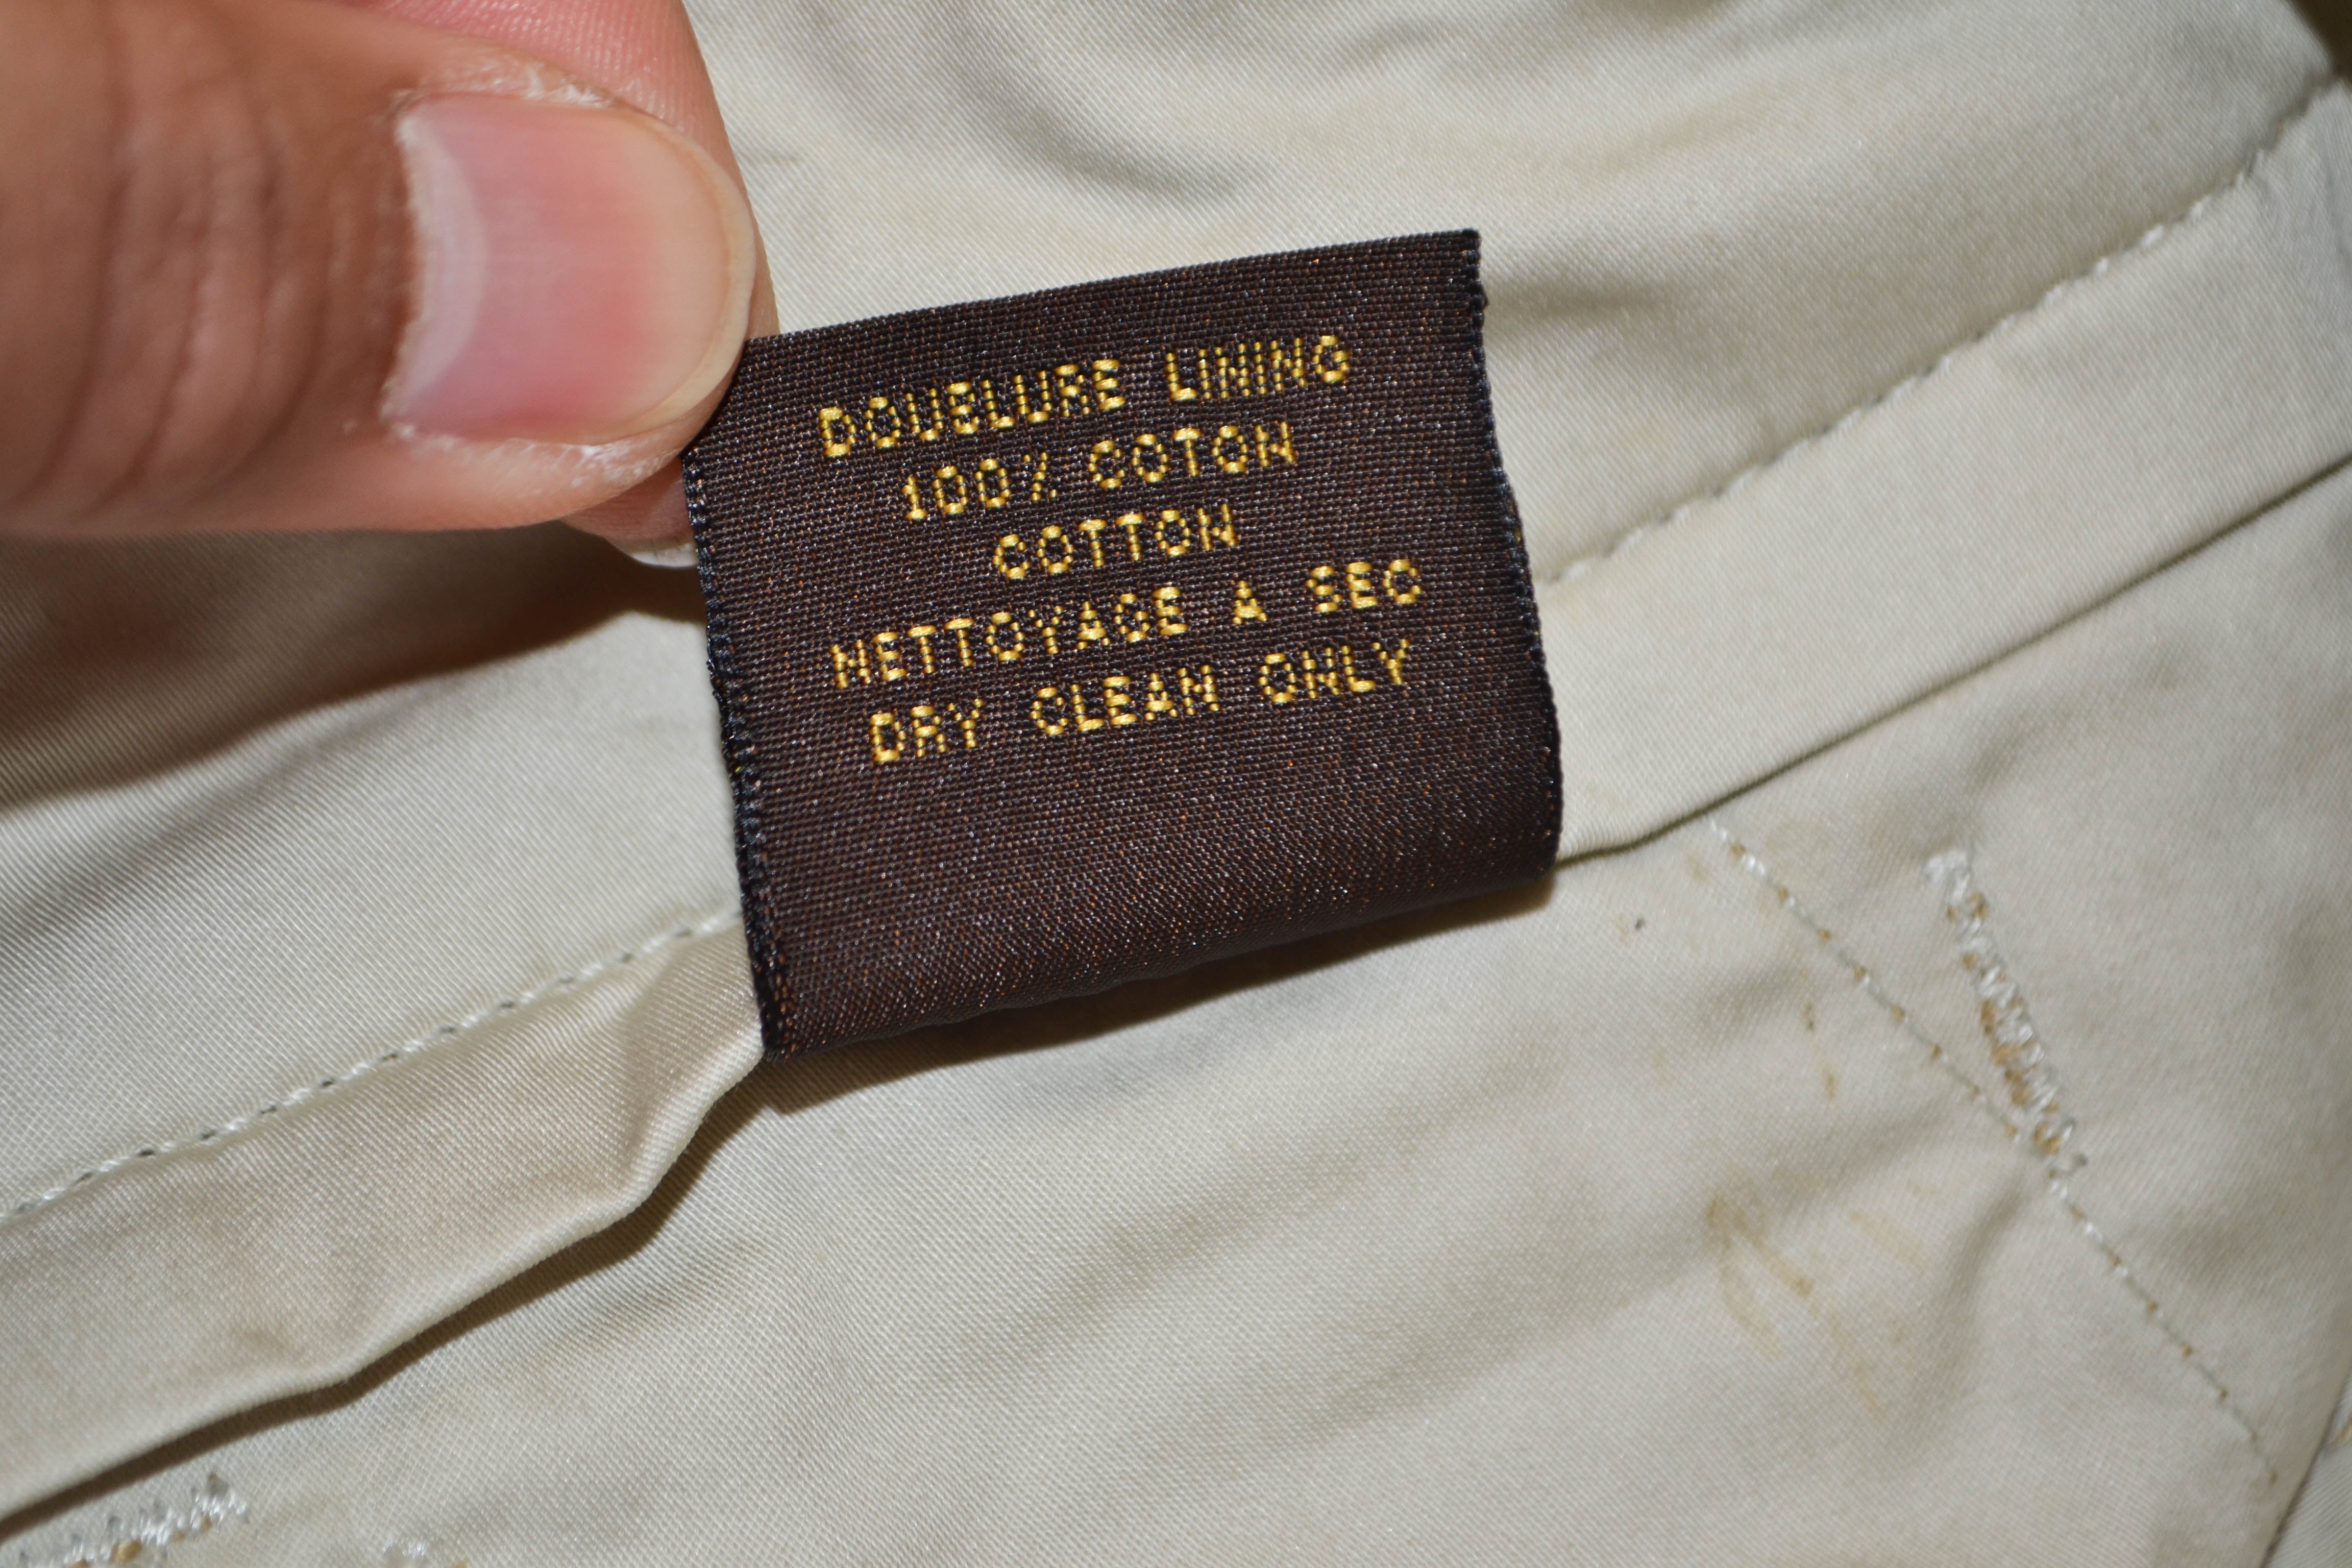 DOUBLURE LINING
100% COTON
COTTON
NETTOYAGE A SEC
DRY CLEAN ONLY